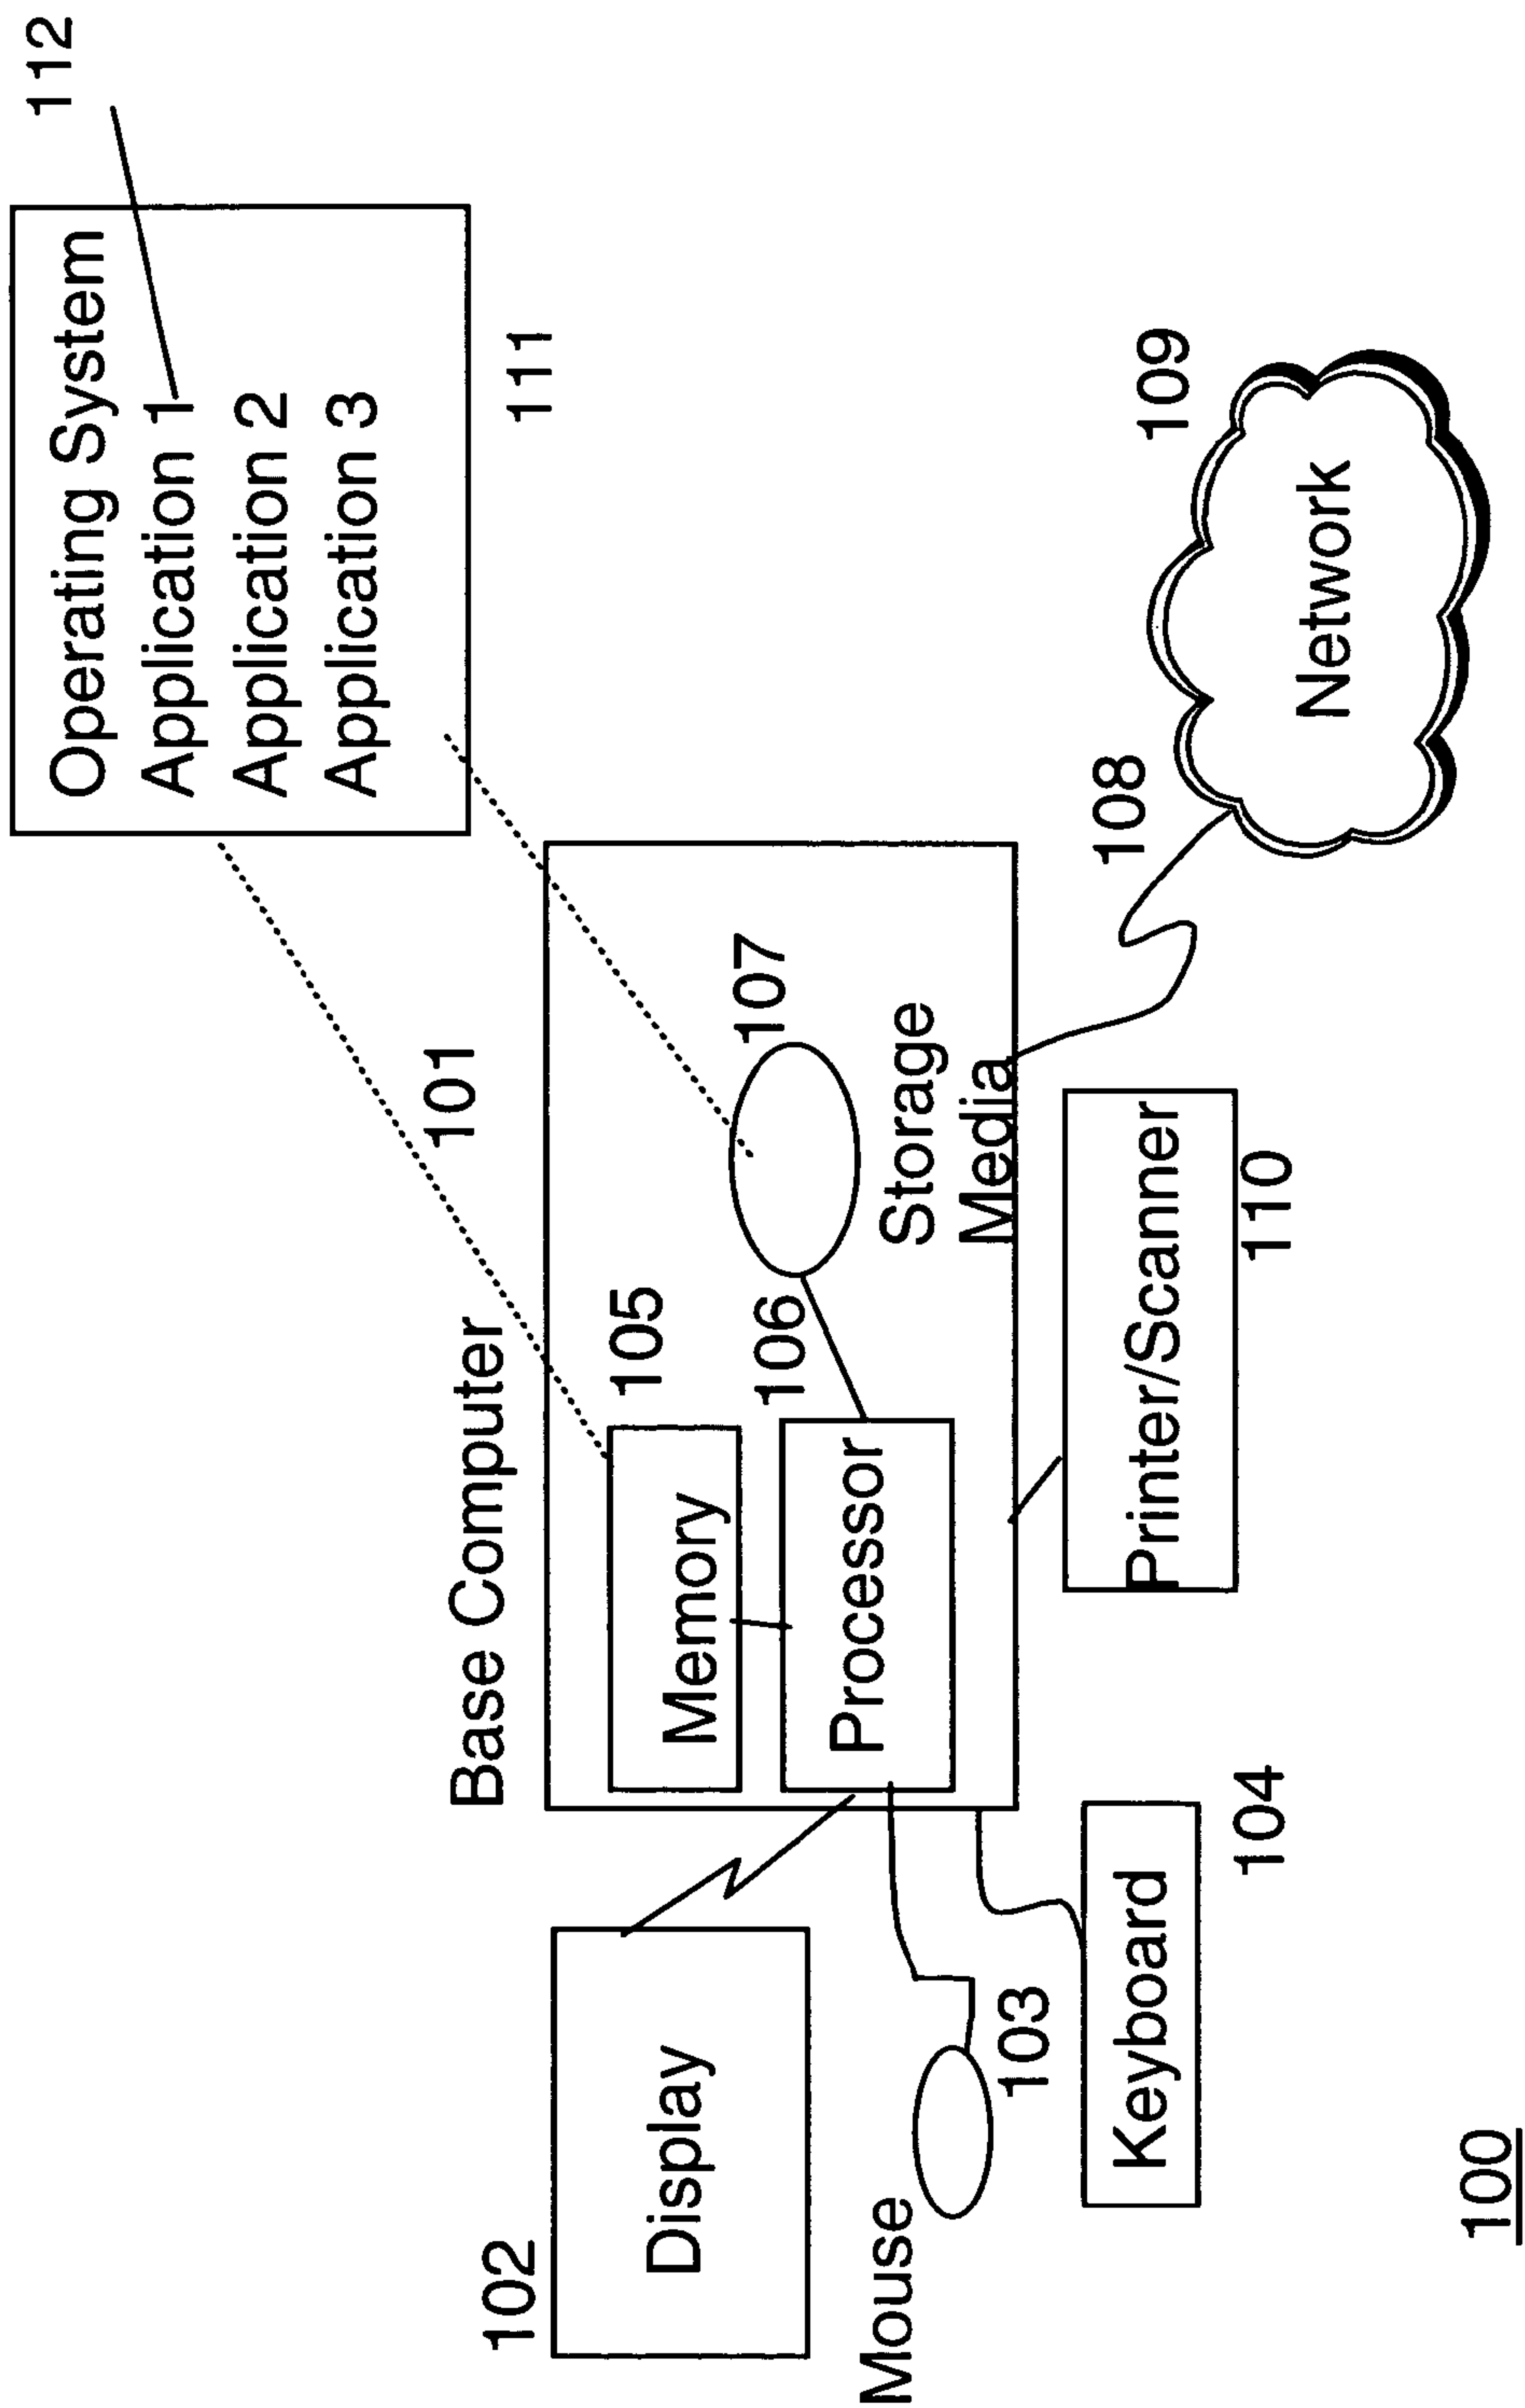 112
Operating System
Application 1
Application 2
Application 3
111
Base Computer
101
102
Display
Memory
105
Processor
106
107
Storage
Media
108
109
Network
Mouse
103
Keyboard
104
Printer/Scanner
110
100